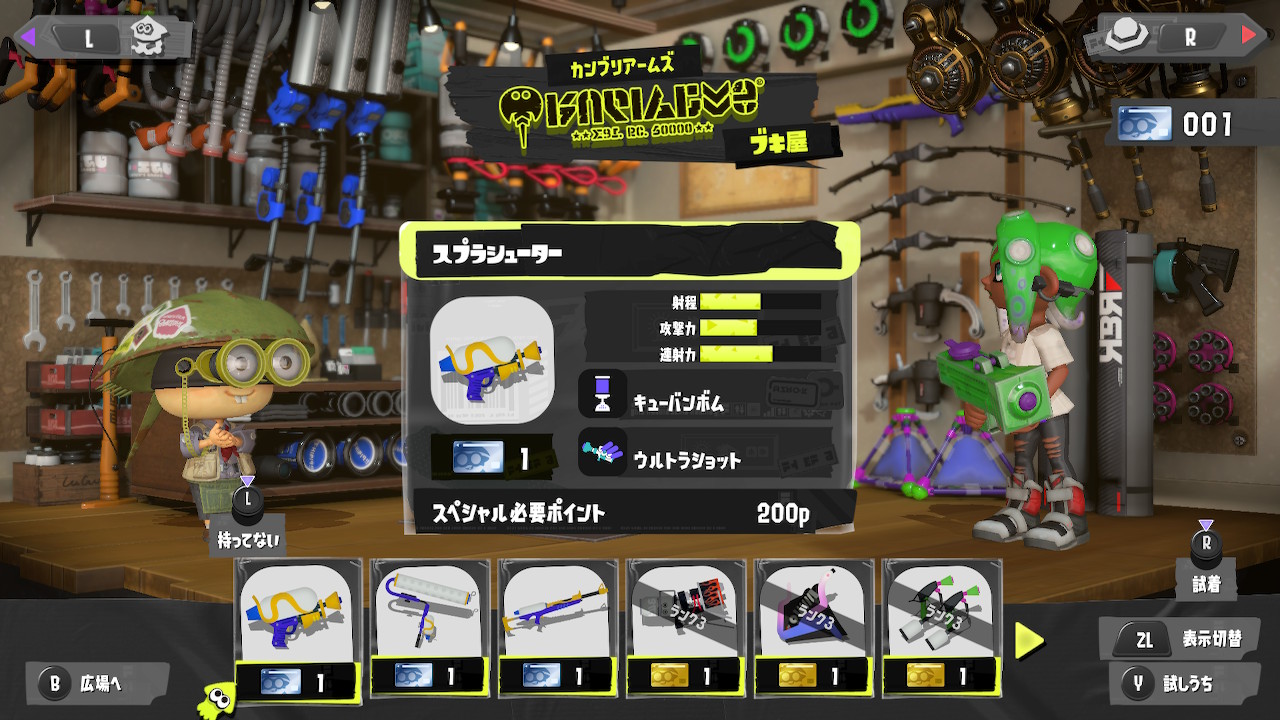 L
R
001
カンブリアームズ
ブキ屋
スプラシューター
射程
攻撃力
連射力
キューバンボム
1
ウルトラショット
スペシャル必要ポイント 200p
L
持ってない
R
試着
ランク3
ランク3
ランク3
1
1
1
1
1
1
ZL 表示切替
B 広場へ
Y 試しうち